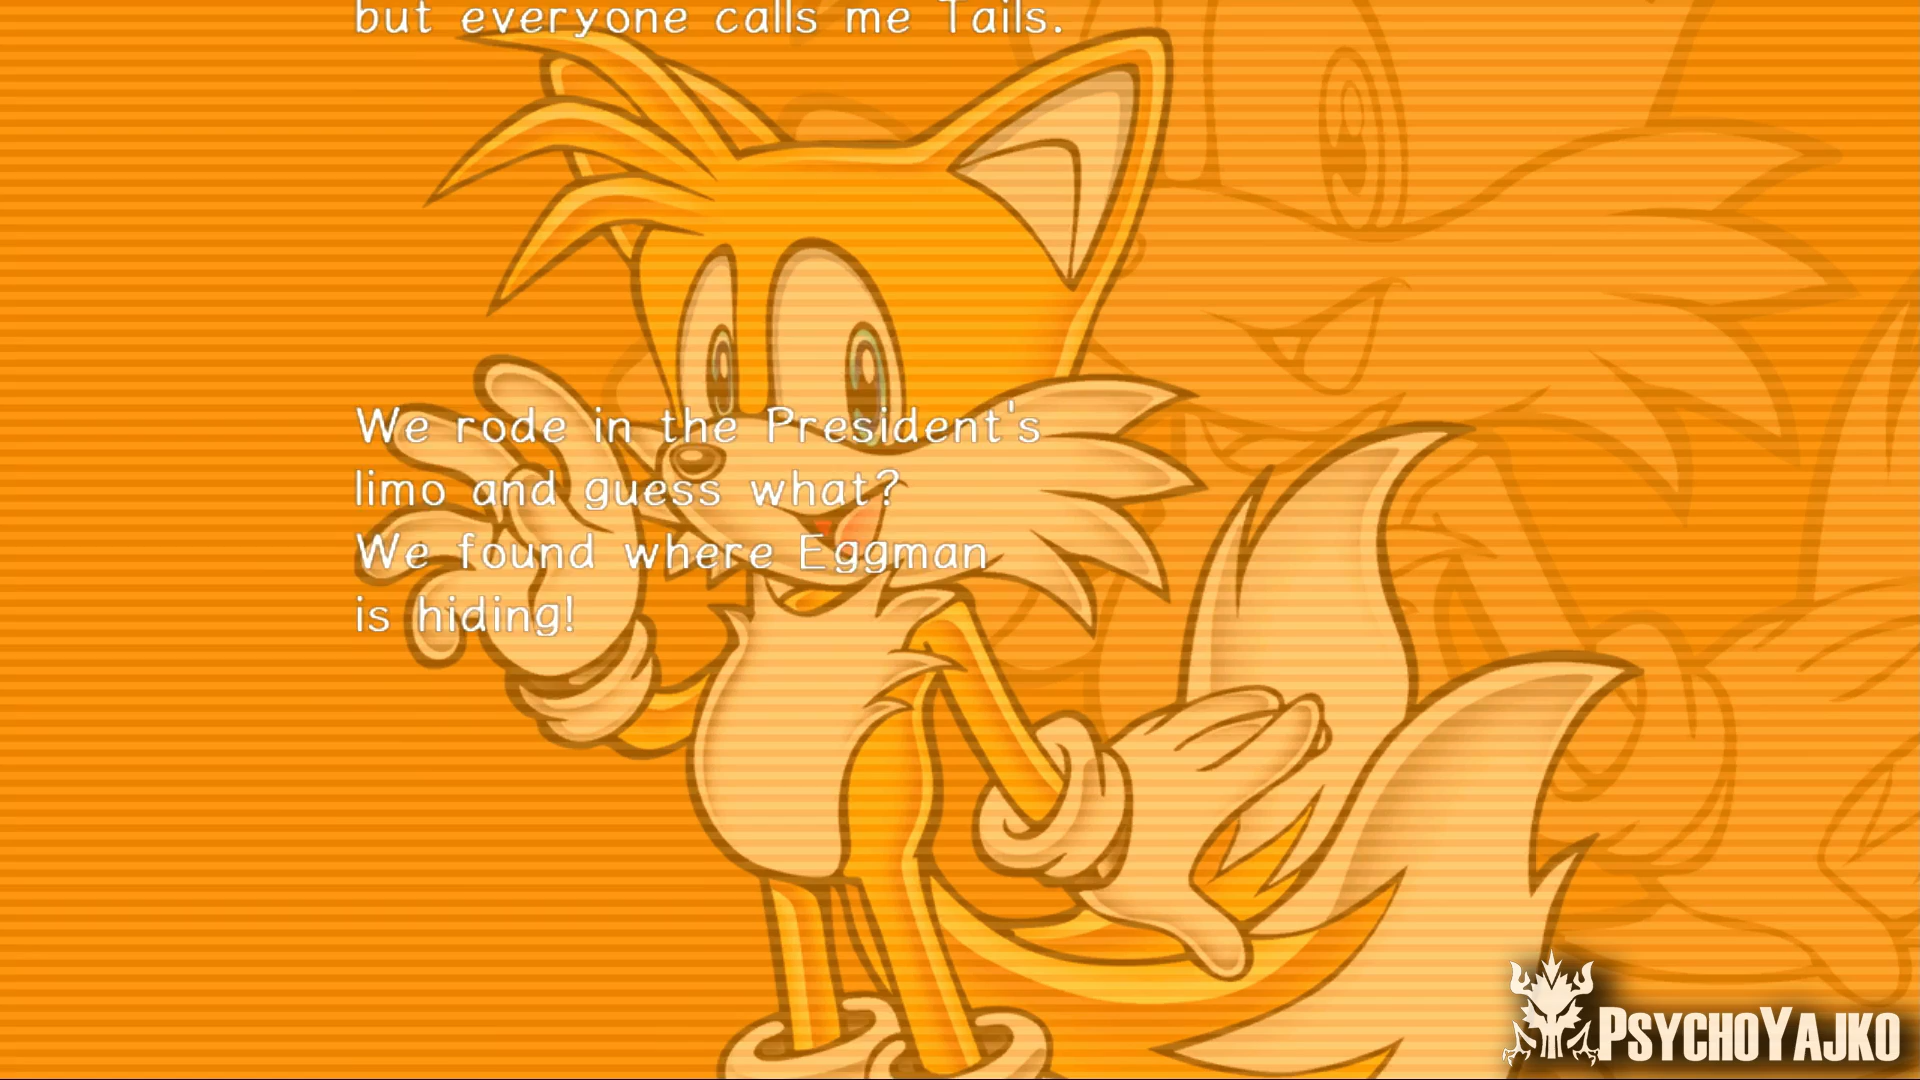 but everyone calls me Tails.
We rode in the President's
limo and guess what?
We found where Eggman
is hiding!
PSYCHOYAJKO